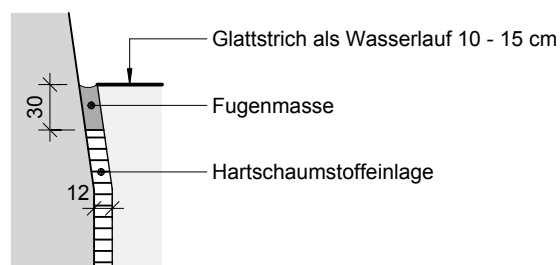 Glattstrich als Wasserlauf 10 - 15 cm
30
Fugenmasse
Hartschaumstoffeinlage
12